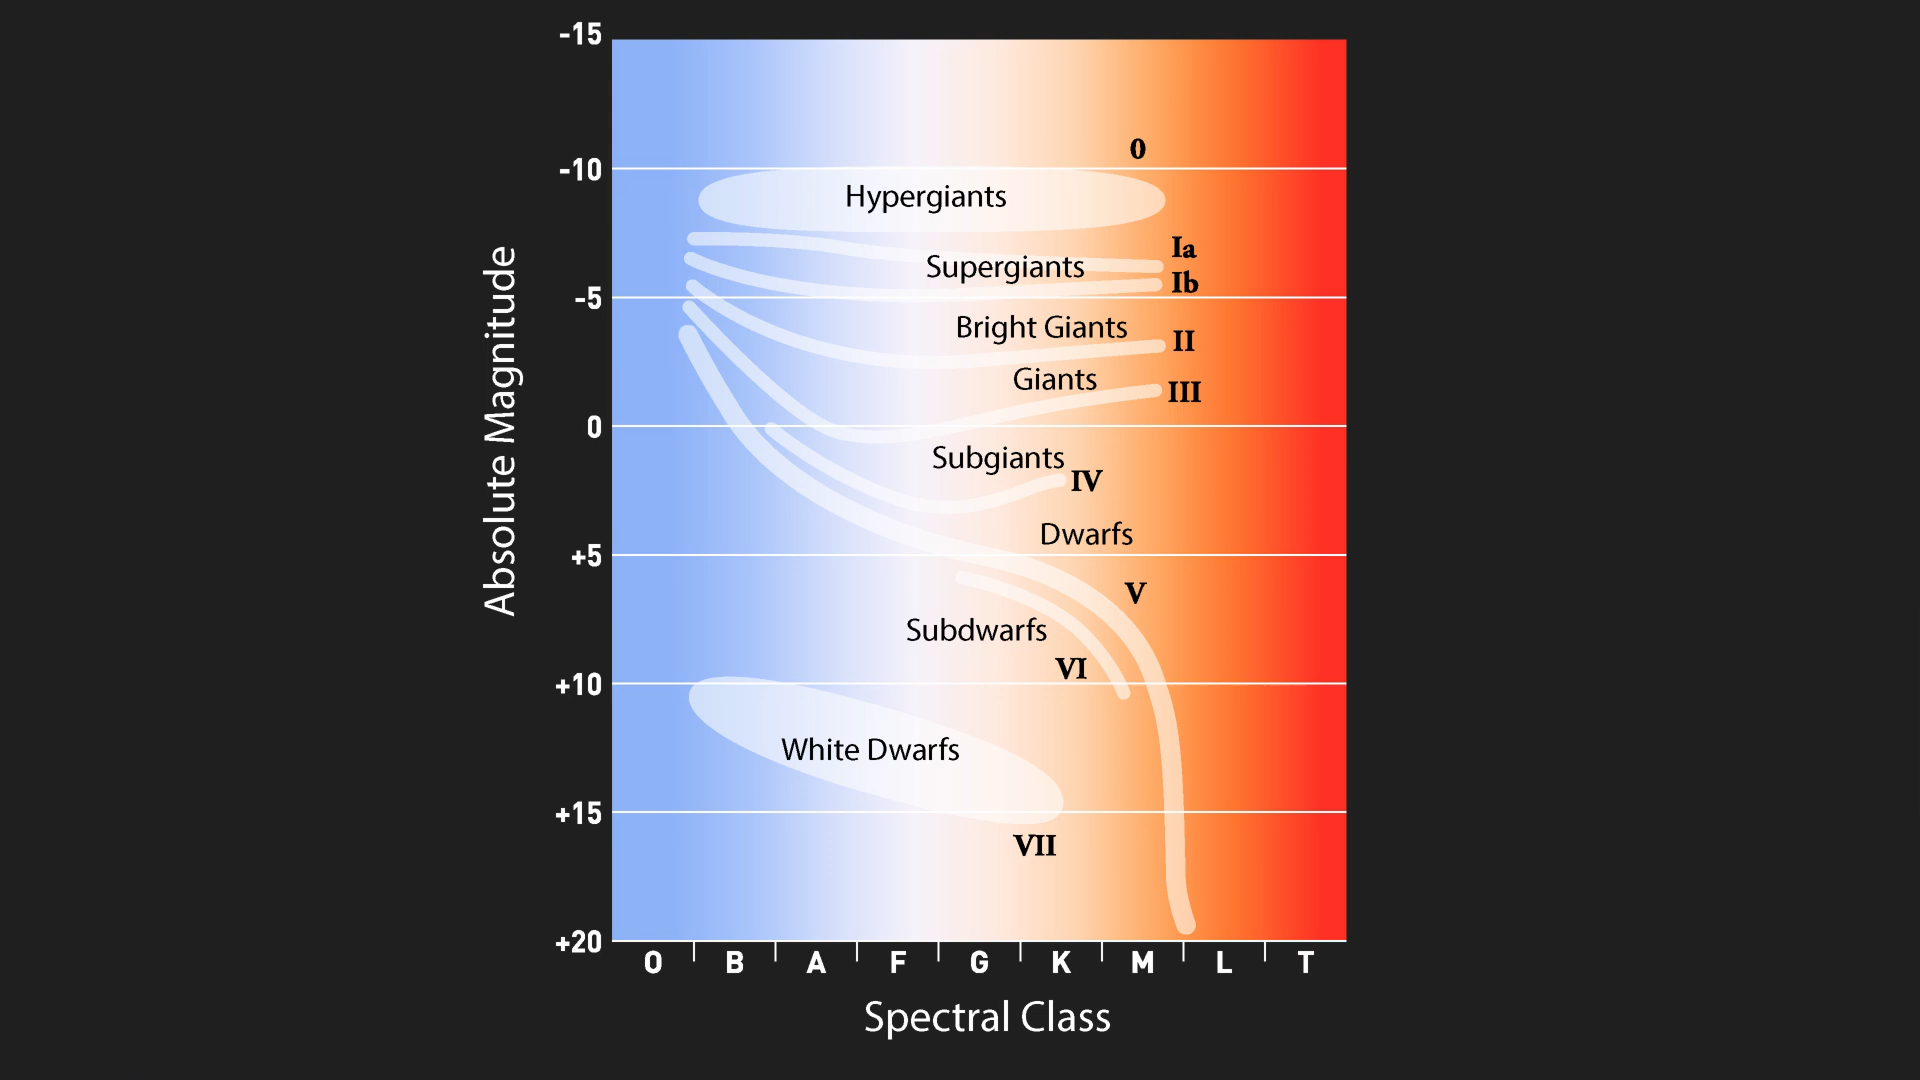 -15
0
-10
Hypergiants
Ia
Supergiants
Ib
-5
Bright Giants
II
Giants
III
0
Subgiants
IV
Dwarfs
+5
V
Subdwarfs
VI
+10
White Dwarfs
+15
VII
+20
O B A F G K M L T
Spectral Class
Absolute Magnitude